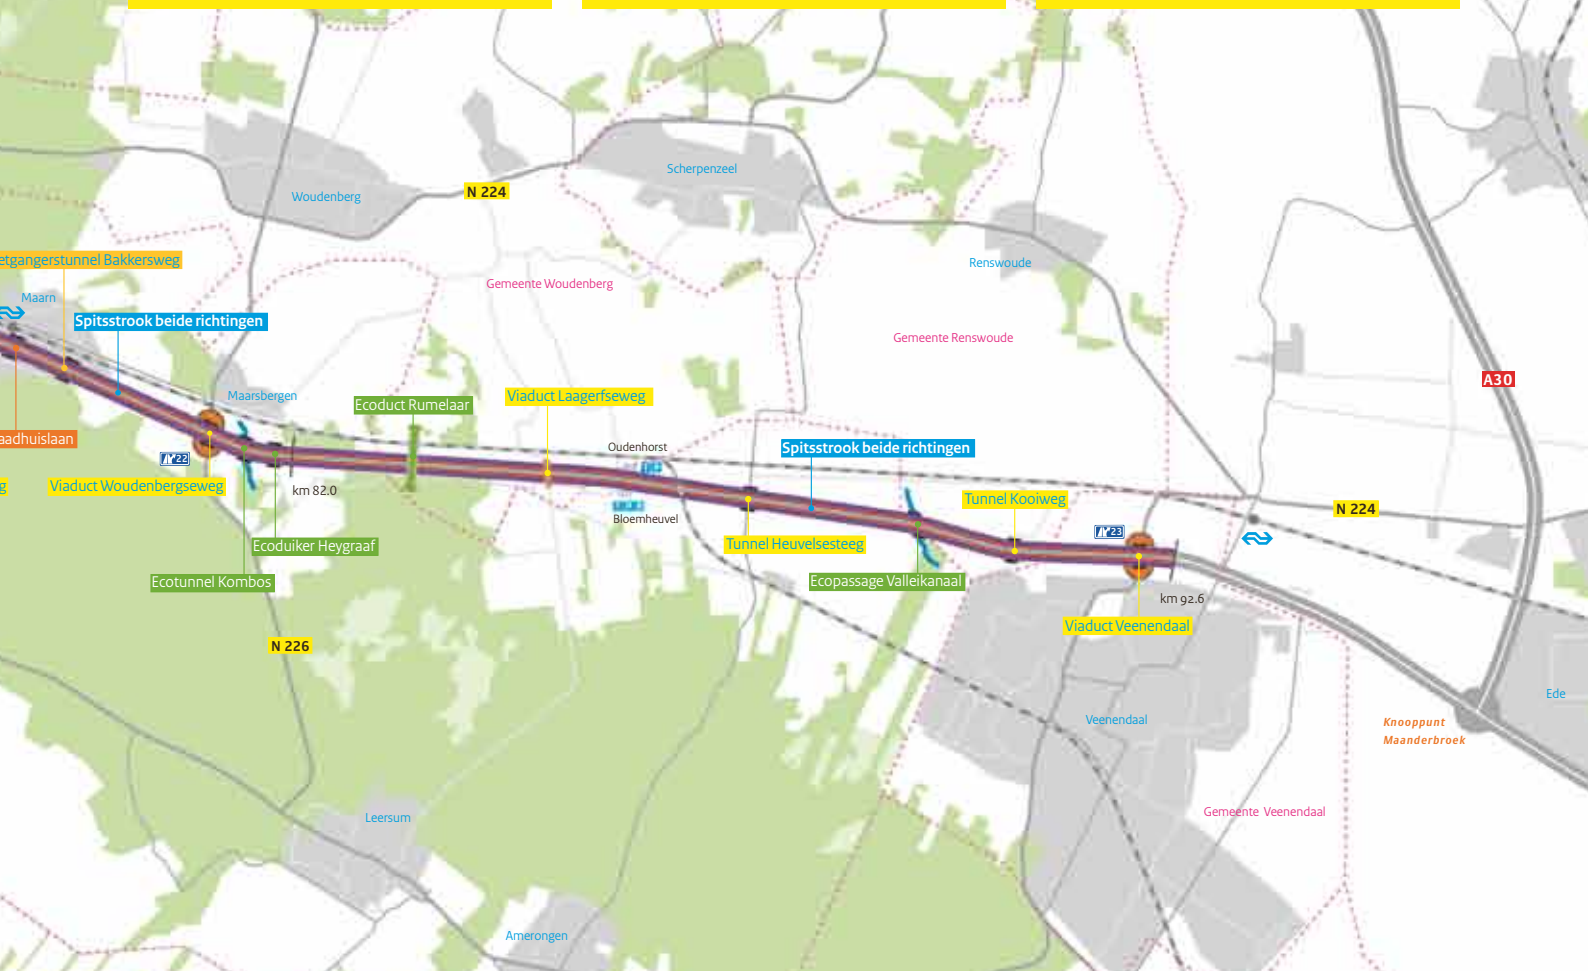 Scherpenzeel
Woudenberg
N 224
etgangerstunnel Bakkersweg
Renswoude
Gemeente Woudenberg
Maarn
Spitsstrook beide richtingen
Gemeente Renswoude
A30
Maarsbergen
Viaduct Laagerfseweg
Ecoduct Rumelaar
aadhuislaan
Oudenhorst
Spitsstrook beide richtingen
22
g
Viaduct Woudenbergseweg
km 82.0
Tunnel Kooiweg
N 224
Bloemheuvel
23
Ecoduiker Heygraaf
Tunnel Heuvelsesteeg
Ecotunnel Kombos
Ecopassage Valleikanaal
km 92.6
Viaduct Veenendaal
N 226
Ede
Veenendaal
Knooppunt
Maanderbroek
Leersum
Gemeente Veenendaal
Amerongen